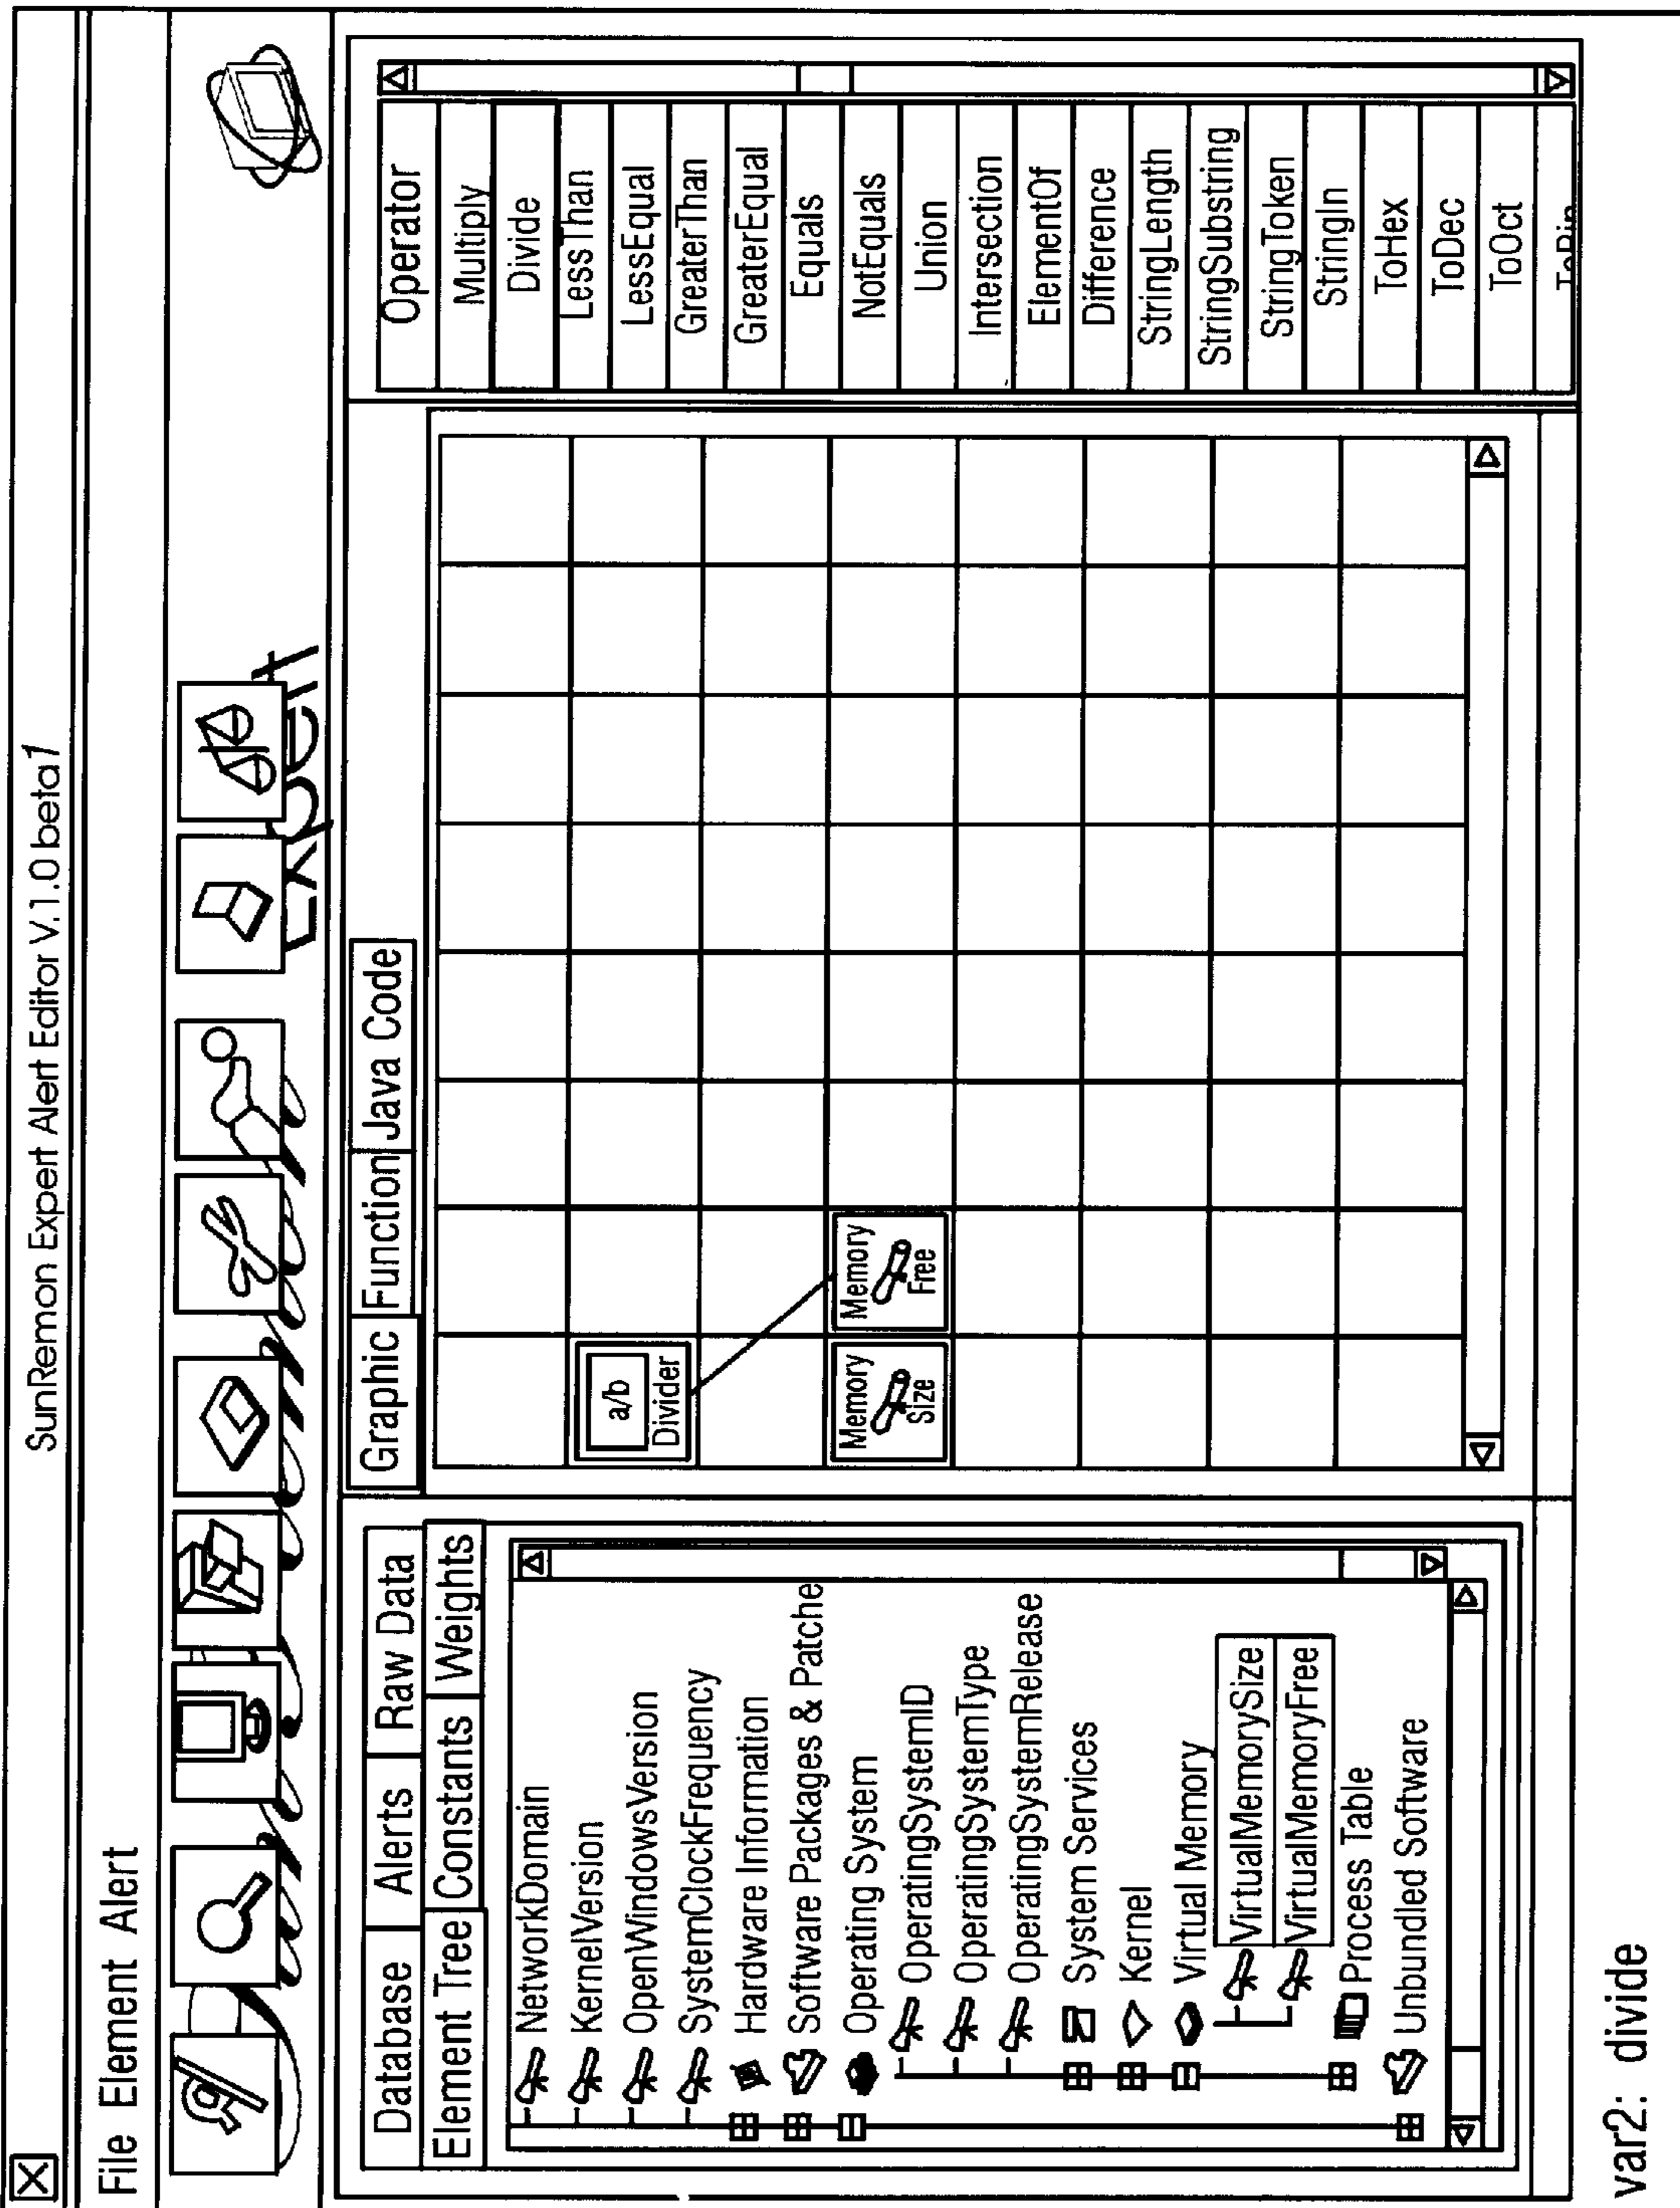 SunRemon Expert Alert Editor V.1.0 beta1
File Element Alert
Database Alerts Raw Data
Element Tree Constants Weights
NetworkDomain
KernelVersion
OpenWindowsVersion
SystemClockFrequency
Hardware Information
Software Packages & Patche
Operating System
OperatingSystemID
OperatingSystemType
OperatingSystemRelease
System Services
Kernel
Virtual Memory
VirtualMemorySize
VirtualMemoryFree
Process Table
Unbundled Software
Graphic Function Java Code
a/b
Divider
Memory
Size
Memory
Free
Operator
Multiply
Divide
LessThan
LessEqual
GreaterThan
GreaterEqual
Equals
NotEquals
Union
Intersection
ElementOf
Difference
StringLength
StringSubstring
StringToken
StringIn
ToHex
ToDec
ToOct
var2: divide